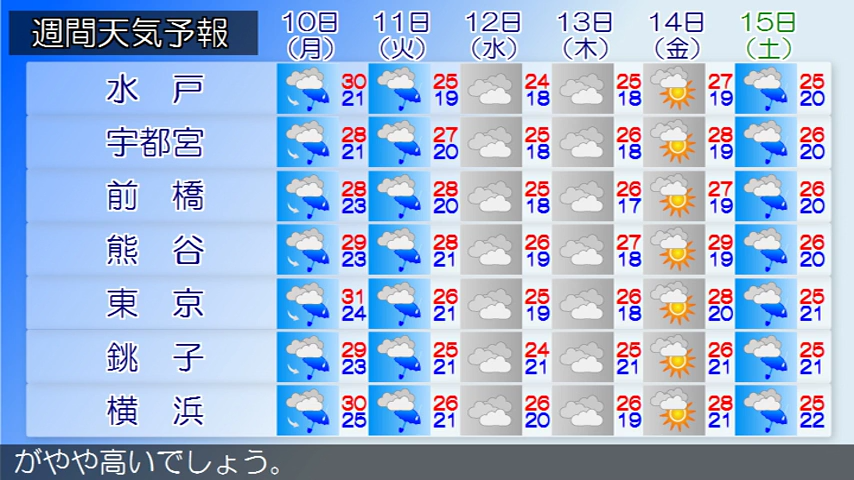 週間天気予報
10日 11日 12日 13日 14日 15日
(月) (火) (水) (木) (金) (土)
水戸 30 21 25 19 24 18 25 18 27 19 25 20
宇都宮 28 21 27 20 25 18 26 18 28 19 26 20
前橋 28 23 28 20 25 18 26 17 27 19 26 20
熊谷 29 23 28 21 26 19 27 18 29 19 26 20
東京 31 24 26 21 25 19 26 18 28 20 25 21
銚子 29 23 25 21 24 21 25 21 26 21 25 21
横浜 30 25 26 21 26 20 26 19 28 21 25 22
がやや高いでしょう。